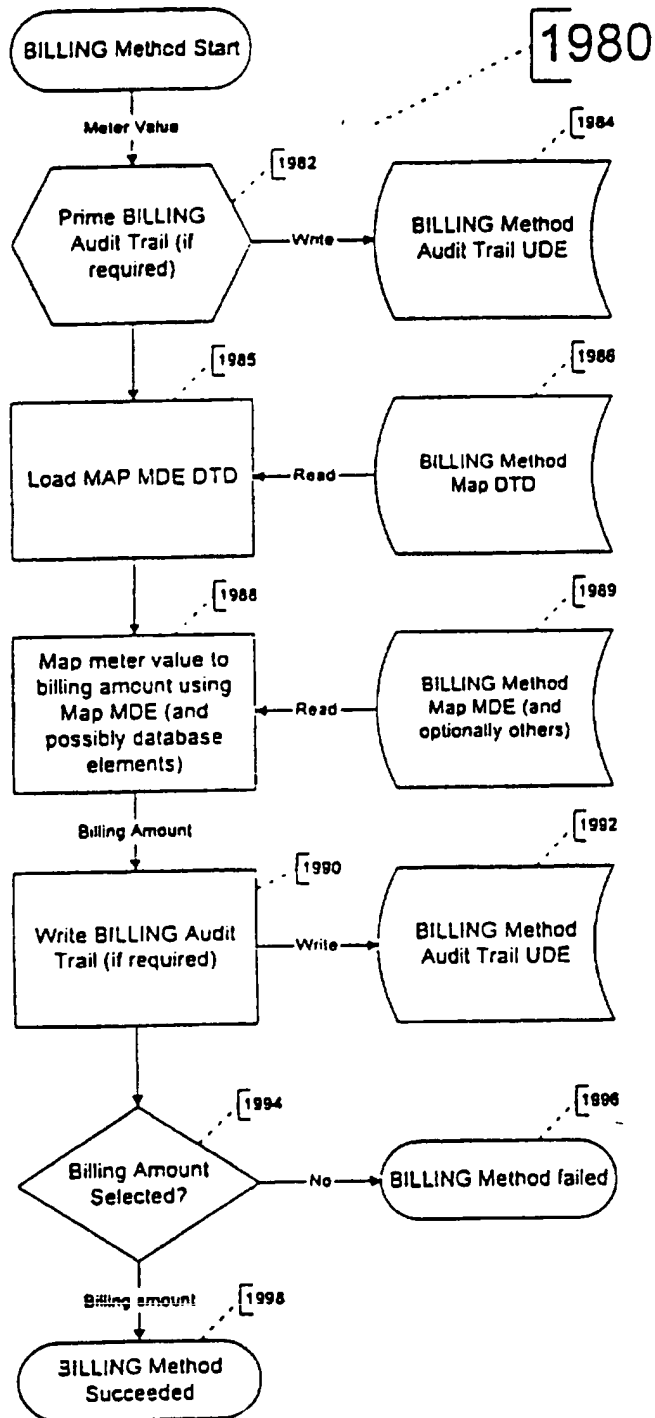 BILLING Method Start
1980
Meter Value
1982
1984
Prime BILLING
Audit Trail (if
required)
Write
BILLING Method
Audit Trail UDE
1985
1986
Load MAP MDE DTD
Read
BILLING Method
Map DTD
1988
1989
Map meter value to
billing amount using
Map MDE (and
possibly database
elements)
Read
BILLING Method
Map MDE (and
optionally others)
Billing Amount
1990
1992
Write BILLING Audit
Trail (if required)
Write
BILLING Method
Audit Trail UDE
1994
1996
Billing Amount
Selected?
No
BILLING Method failed
Billing amount
1998
BILLING Method
Succeeded